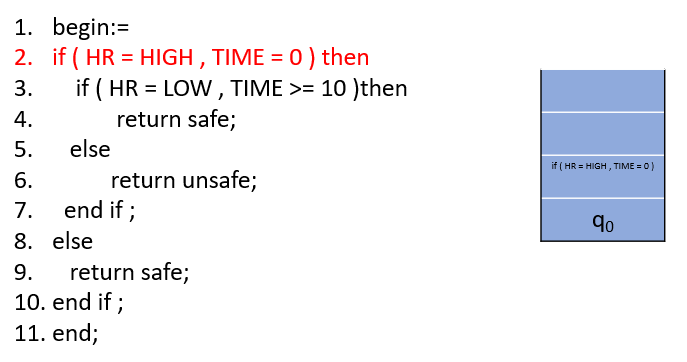 1. begin:=
2. if ( HR = HIGH , TIME = 0 ) then
3. if ( HR = LOW , TIME >= 10 )then
4. return safe;
5. else
6. return unsafe;
7. end if ;
8. else
9. return safe;
10. end if ;
11. end;
if ( HR = HIGH , TIME = 0 )
q₀